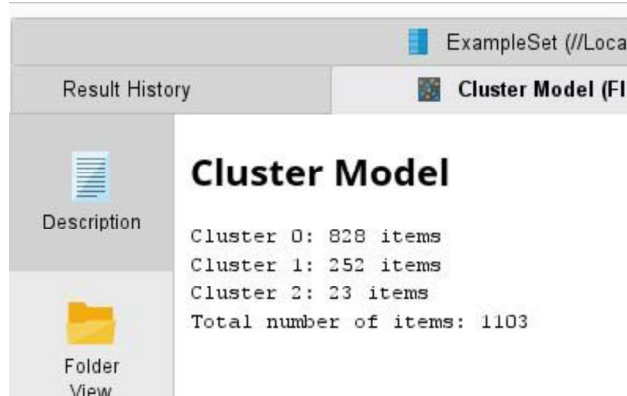 ExampleSet (//Loca
Result History
Cluster Model (Fl
Description
Cluster Model
Cluster 0: 828 items
Cluster 1: 252 items
Cluster 2: 23 items
Total number of items: 1103
Folder
View